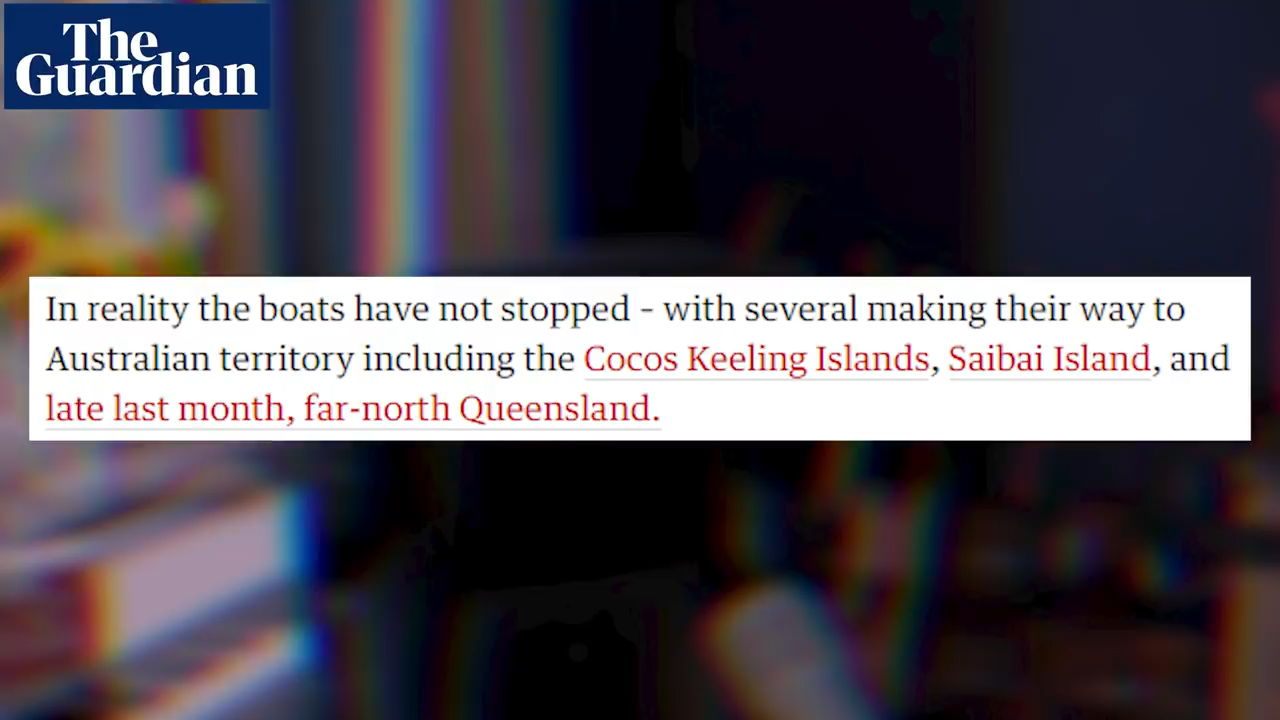 The
Guardian
In reality the boats have not stopped – with several making their way to
Australian territory including the Cocos Keeling Islands, Saibai Island, and
late last month, far-north Queensland.